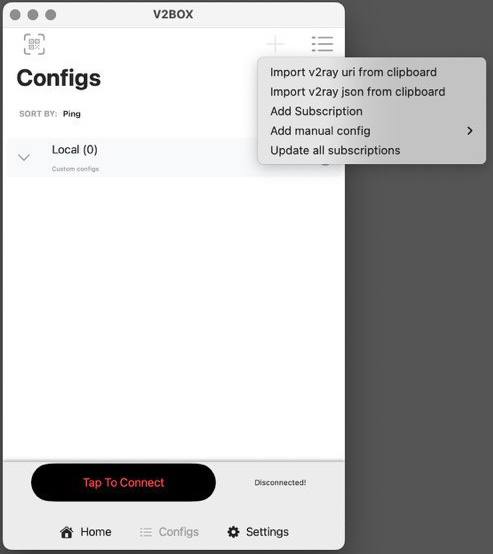 V2BOX
Configs
SORT BY: Ping
Local (0)
Custom configs
Import v2ray uri from clipboard
Import v2ray json from clipboard
Add Subscription
Add manual config
Update all subscriptions
Tap To Connect
Disconnected!
Home
Configs
Settings